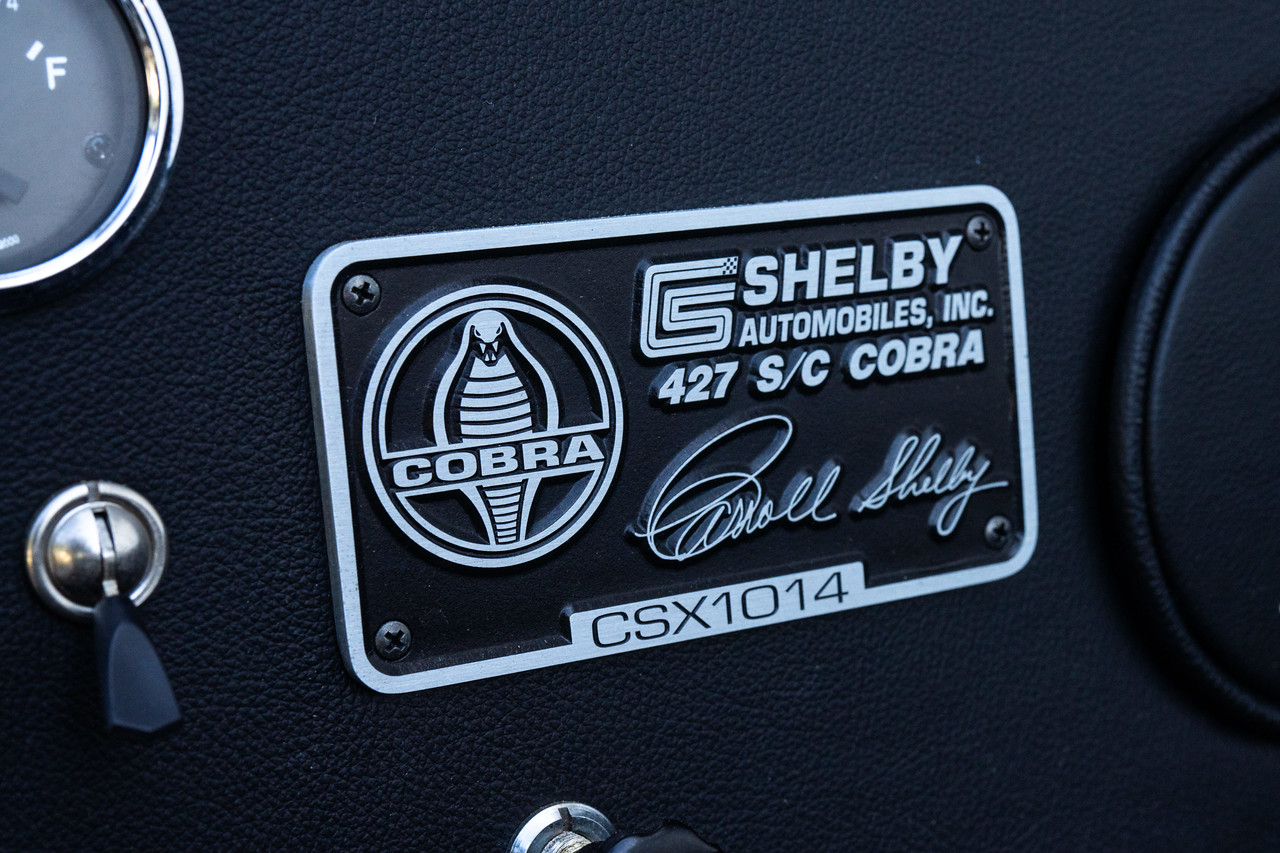 F
COBRA
SHELBY
AUTOMOBILES, INC.
427 S/C COBRA
Carroll Shelby
CSX1014